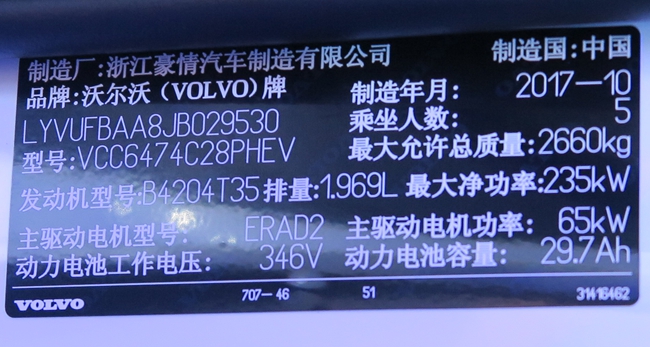 制造厂:浙江豪情汽车制造有限公司 制造国:中国
品牌:沃尔沃(VOLVO)牌 制造年月: 2017-10
LYVUFBAA8JB029530 乘坐人数: 5
型号:VCC6474C28PHEV 最大允许总质量:2660kg
发动机型号:B4204T35 排量:1.969L 最大净功率:235kW
主驱动电机型号: ERAD2 主驱动电机功率: 65kW
动力电池工作电压: 346V 动力电池容量: 29.7Ah
VOLVO 707-46 51 31416462